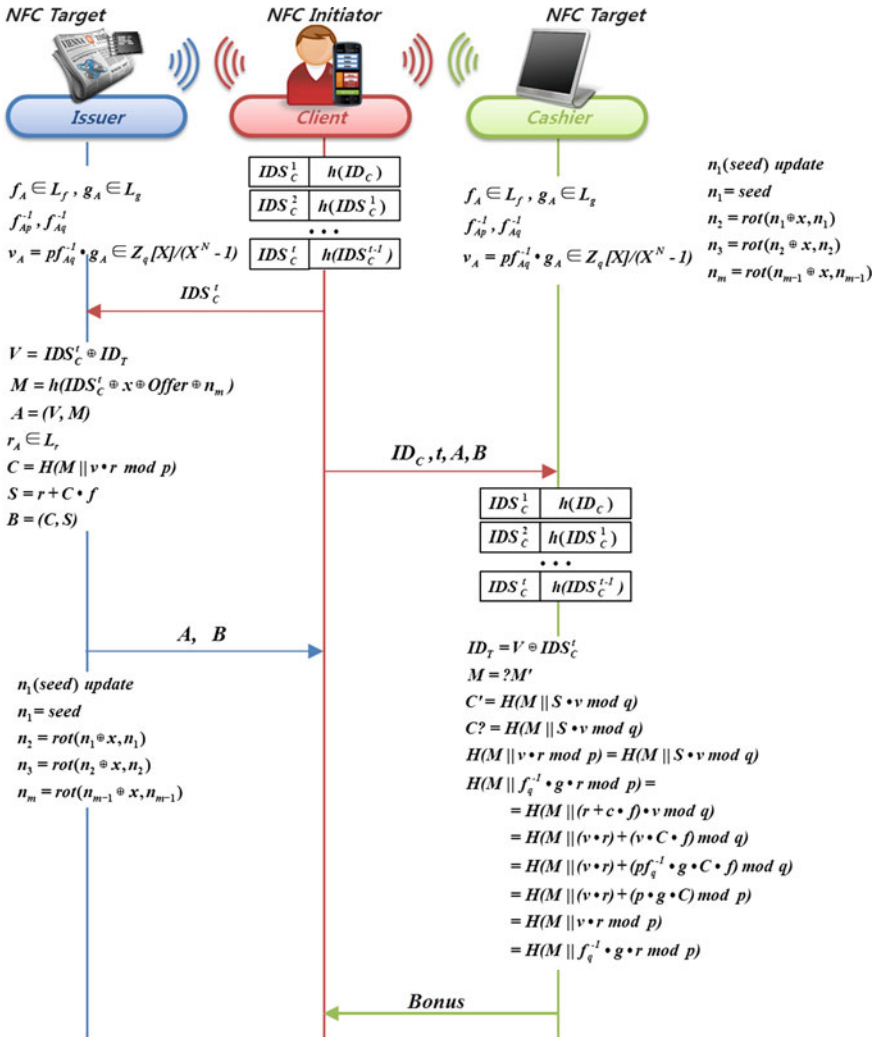 NFC Target
NFC Initiator
NFC Target
VIENNA
Issuer
Client
Cashier
f_A ∈ L_f , g_A ∈ L_g
f_Ap^-1 , f_Aq^-1
v_A = pf_Aq^-1 • g_A ∈ Z_q [X]/(X^N - 1)
IDS_C^1 h(ID_C)
IDS_C^2 h(IDS_C^1)
• • •
IDS_C^t h(IDS_C^t-1)
f_A ∈ L_f , g_A ∈ L_g
f_Ap^-1 , f_Aq^-1
v_A = pf_Aq^-1 • g_A ∈ Z_q [X]/(X^N - 1)
n_1(seed) update
n_1= seed
n_2 = rot(n_1⊕x, n_1)
n_3 = rot(n_2 ⊕ x, n_2)
n_m = rot(n_m-1 ⊕ x, n_m-1)
IDS_C^t
V = IDS_C^t ⊕ ID_T
M = h(IDS_C^t ⊕ x ⊕ Offer ⊕ n_m )
A = (V, M)
r_A ∈ L_r
C = H(M || v • r mod p)
S = r + C • f
B = (C, S)
ID_C , t, A, B
IDS_C^1 h(ID_C)
IDS_C^2 h(IDS_C^1)
• • •
IDS_C^t h(IDS_C^t-1)
A, B
n_1(seed) update
n_1= seed
n_2 = rot(n_1⊕x, n_1)
n_3 = rot(n_2 ⊕ x, n_2)
n_m = rot(n_m-1 ⊕ x, n_m-1)
ID_T = V ⊕ IDS_C^t
M = ?M'
C' = H(M || S • v mod q)
C? = H(M || S • v mod q)
H(M || v • r mod p) = H(M || S • v mod q)
H(M || f_q^-1 • g • r mod p) =
= H(M || (r + c • f) • v mod q)
= H(M || (v • r) + (v • C • f) mod q)
= H(M || (v • r) + (pf_q^-1 • g • C • f) mod q)
= H(M || (v • r) + (p • g • C) mod p)
= H(M || v • r mod p)
= H(M || f_q^-1 • g • r mod p)
Bonus